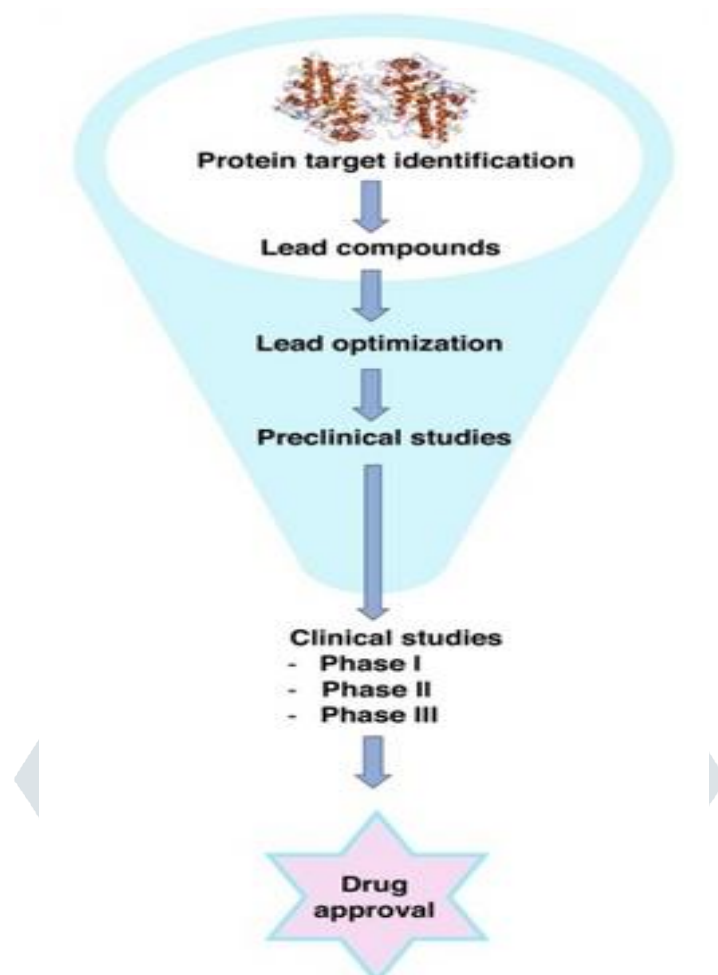 Protein target identification
Lead compounds
Lead optimization
Preclinical studies
Clinical studies
- Phase I
- Phase II
- Phase III
Drug
approval